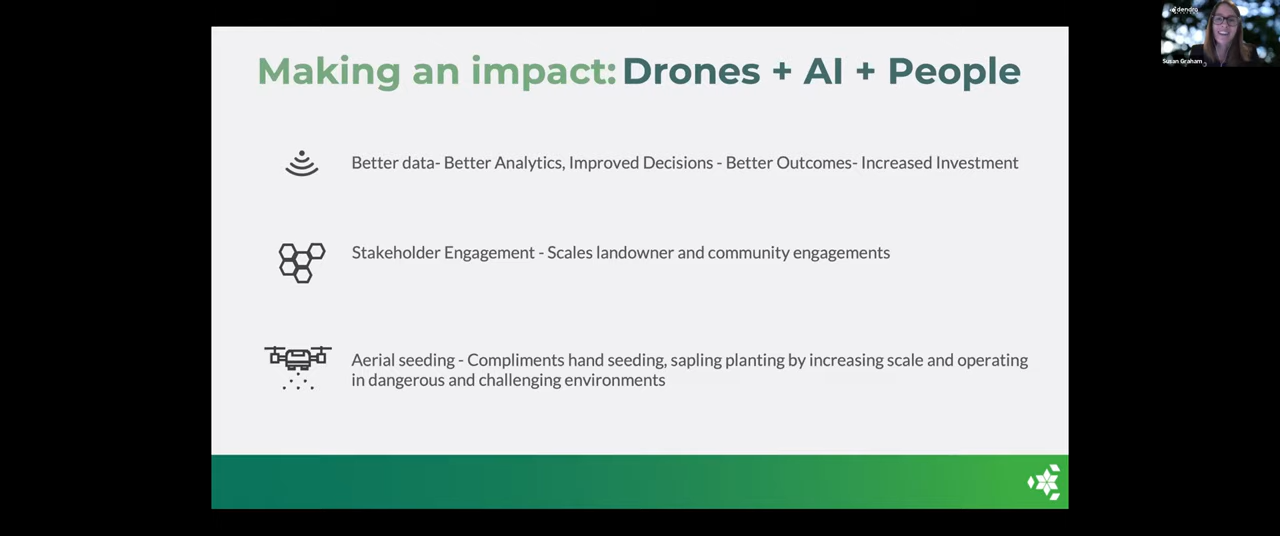 Making an impact: Drones + AI + People
Better data- Better Analytics, Improved Decisions - Better Outcomes- Increased Investment
Stakeholder Engagement - Scales landowner and community engagements
Aerial seeding - Compliments hand seeding, sapling planting by increasing scale and operating
in dangerous and challenging environments
dendra
Susan Graham